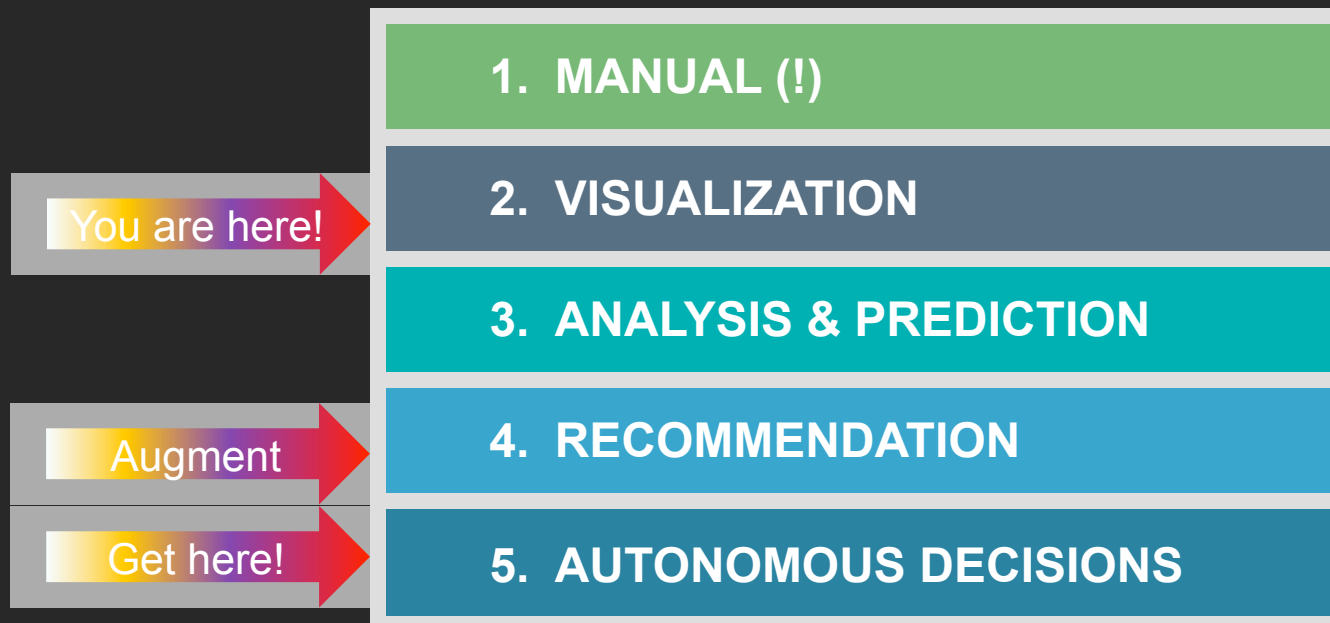 1. MANUAL (!)
You are here!
2. VISUALIZATION
3. ANALYSIS & PREDICTION
Augment
4. RECOMMENDATION
Get here!
5. AUTONOMOUS DECISIONS